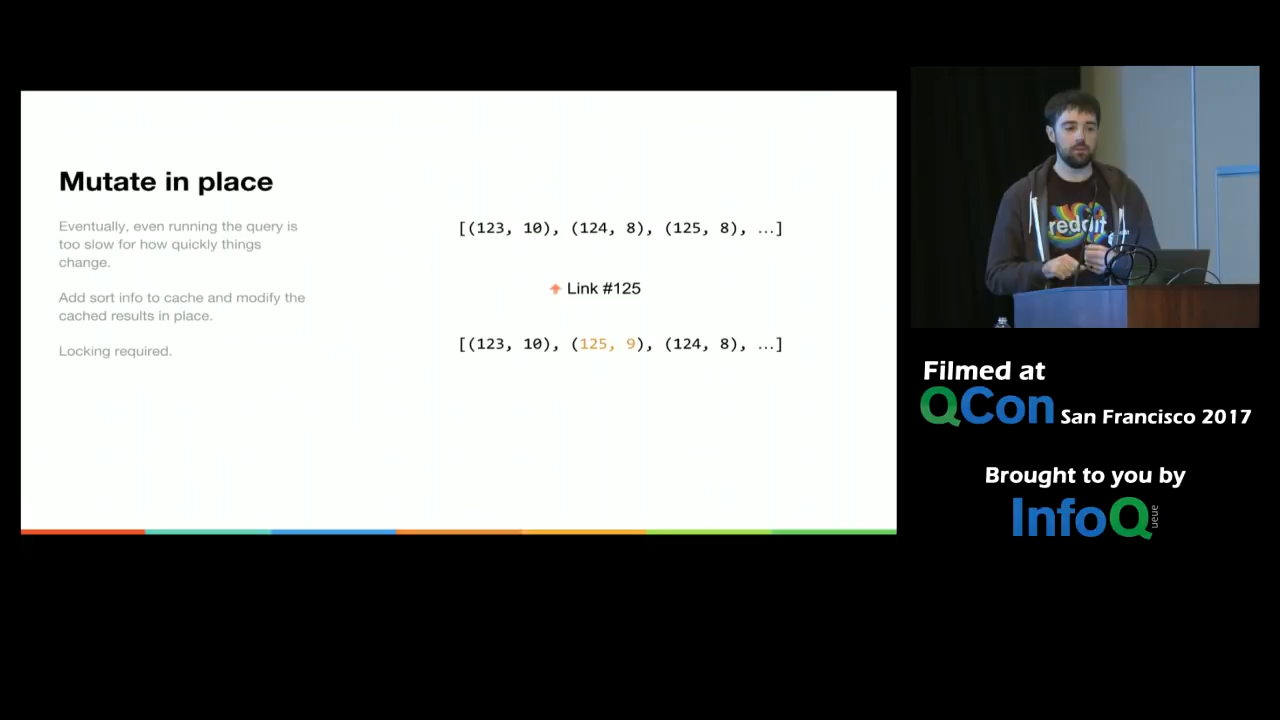 Mutate in place
Eventually, even running the query is
too slow for how quickly things
change.
Add sort info to cache and modify the
cached results in place.
Locking required.
[(123, 10), (124, 8), (125, 8), …]
Link #125
[(123, 10), (125, 9), (124, 8), …]
reddit
Filmed at
QCon San Francisco 2017
Brought to you by
InfoQ
ueue